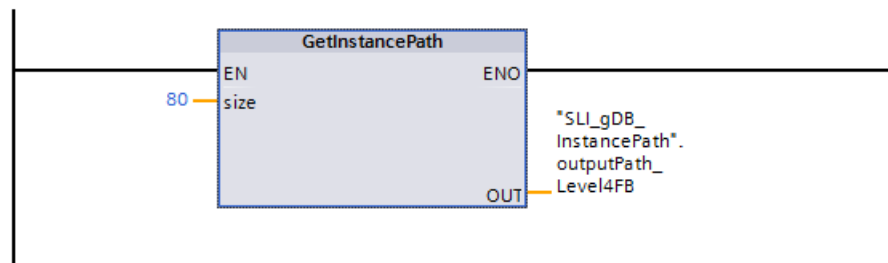 GetInstancePath
EN
ENO
80
size
"SLI_gDB_
InstancePath".
outputPath_
Level4FB
OUT